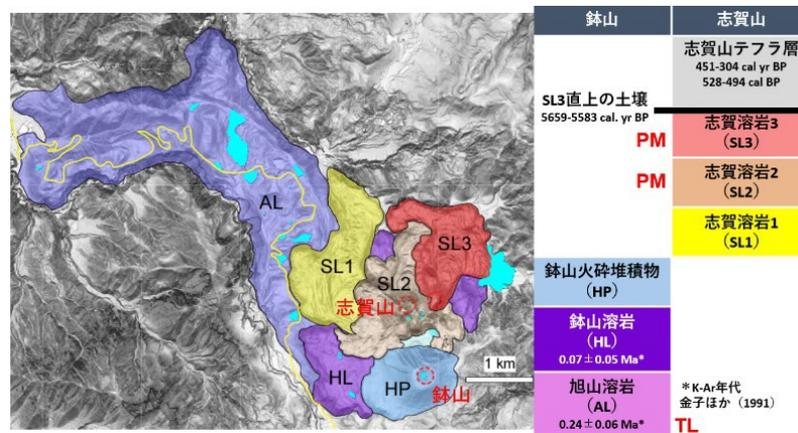 鉢山
志賀山
志賀山テフラ層
451-304 cal yr BP
528-494 cal BP
SL3直上の土壌
5659-5583 cal. yr BP
PM
志賀溶岩3
(SL3)
PM
志賀溶岩2
(SL2)
志賀溶岩1
(SL1)
鉢山火砕堆積物
(HP)
鉢山溶岩
(HL)
0.07±0.05 Ma*
旭山溶岩
(AL)
0.24±0.06 Ma*
*K-Ar年代
金子ほか (1991)
TL
AL
SL1
SL2
SL3
志賀山
HL
HP
鉢山
1 km